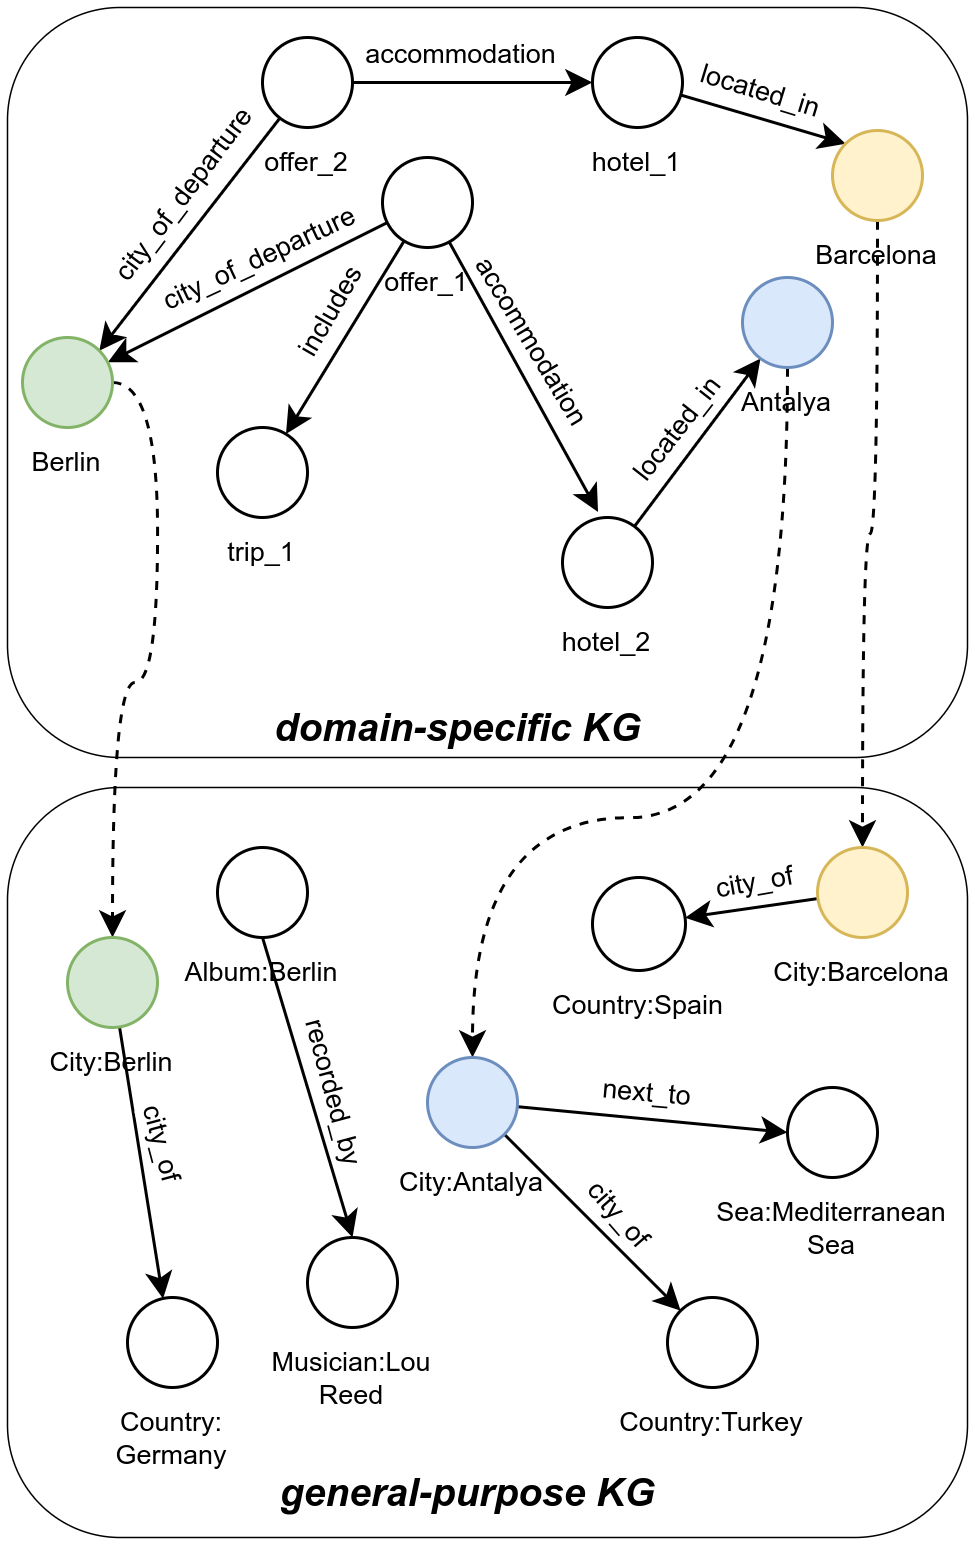 accommodation
located_in
offer_2
hotel_1
city_of_departure
city_of_departure
Barcelona
offer_1
accommodation
includes
located_in
Antalya
Berlin
trip_1
hotel_2
domain-specific KG
city_of
Album:Berlin
City:Barcelona
Country:Spain
City:Berlin
recorded_by
next_to
city_of
City:Antalya
city_of
Sea:Mediterranean
Sea
Musician:Lou
Reed
Country:
Germany
Country:Turkey
general-purpose KG